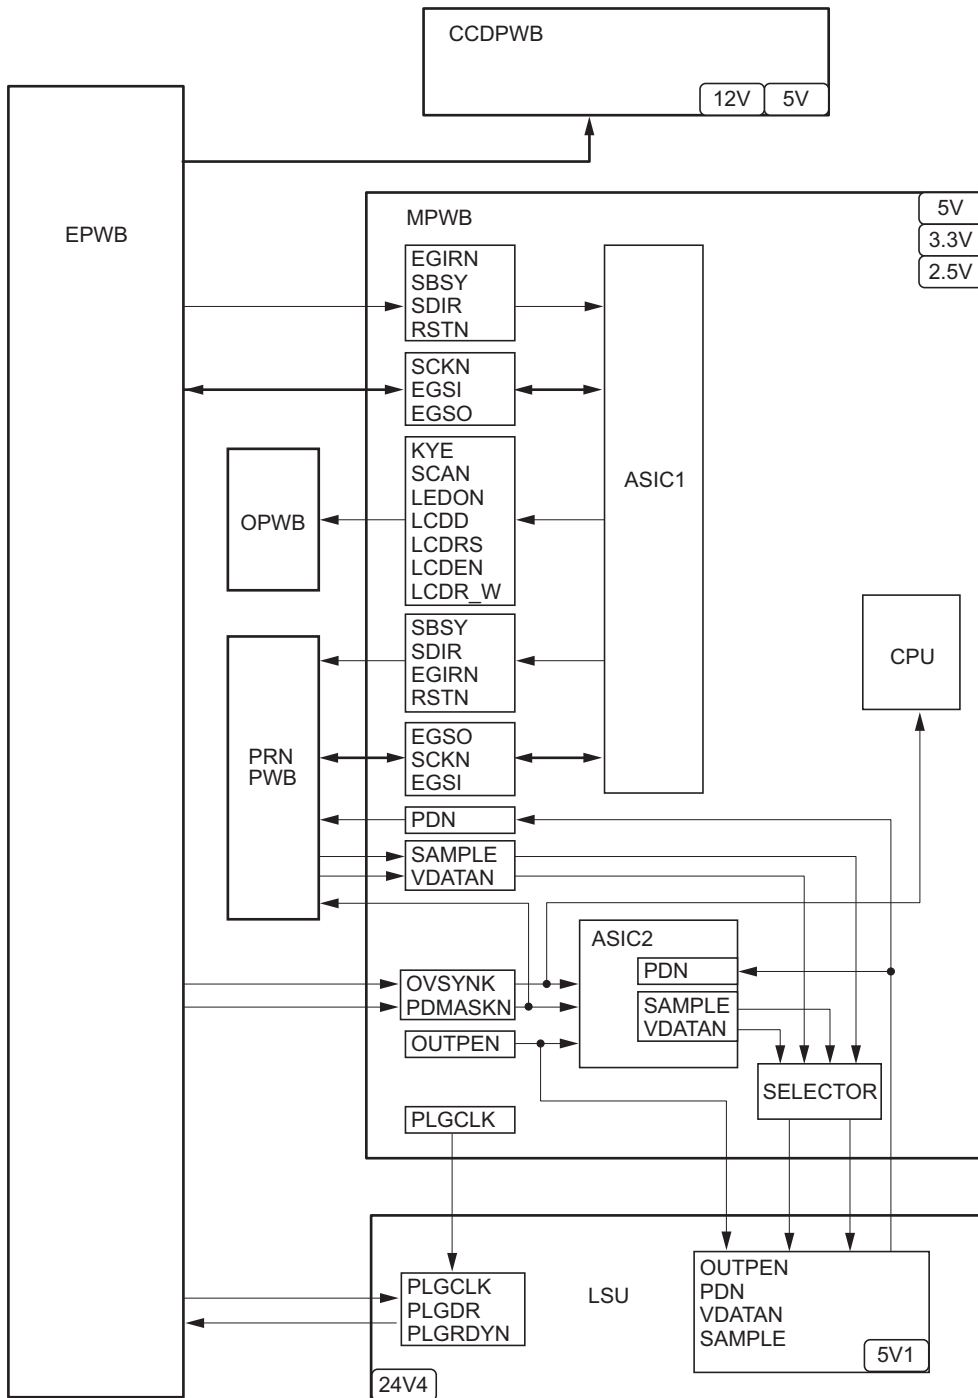 CCDPWB
12V
5V
EPWB
MPWB
5V
3.3V
2.5V
EGIRN
SBSY
SDIR
RSTN
SCKN
EGSI
EGSO
ASIC1
KYE
SCAN
LEDON
LCDD
LCDRS
LCDEN
LCDR_W
OPWB
SBSY
SDIR
EGIRN
RSTN
CPU
PRN
PWB
EGSO
SCKN
EGSI
PDN
SAMPLE
VDATAN
ASIC2
PDN
SAMPLE
VDATAN
OVSYNK
PDMASKN
OUTPEN
SELECTOR
PLGCLK
PLGCLK
PLGDR
PLGRDYN
LSU
OUTPEN
PDN
VDATAN
SAMPLE
5V1
24V4